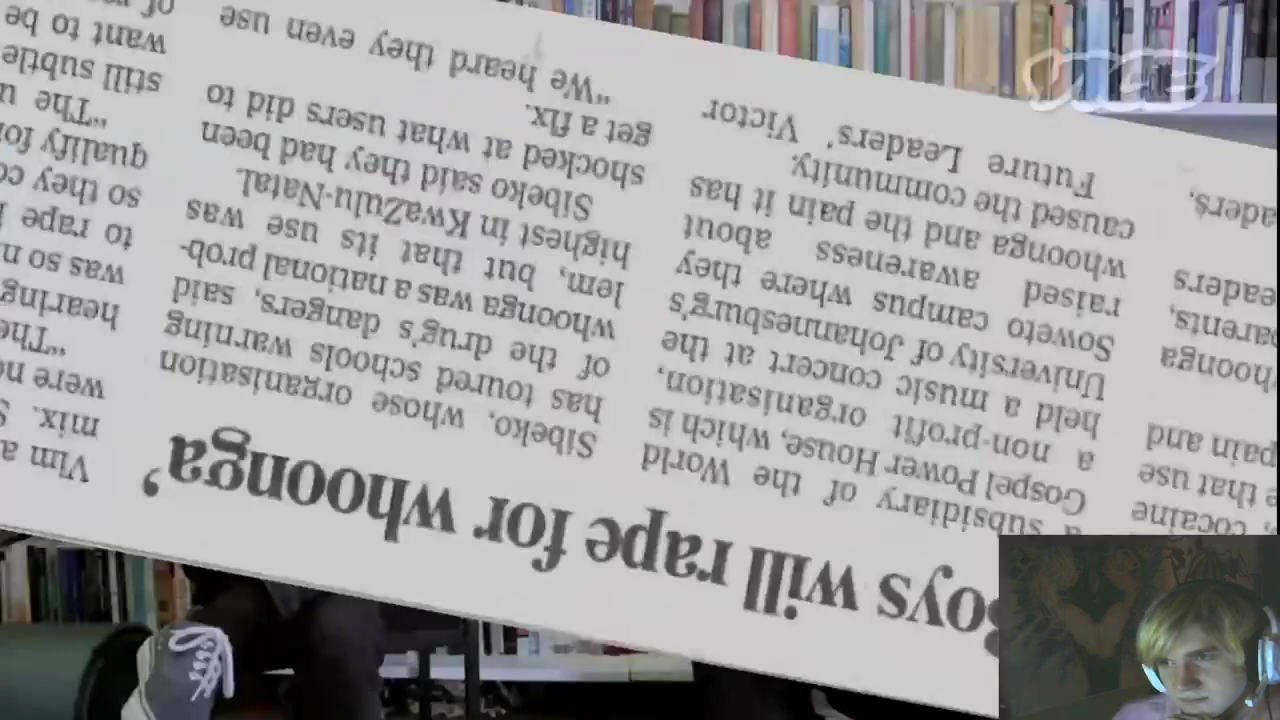 Boys will rape for whoonga’
, cocaine
that use
pain and
parents,
a subsidiary of the World
Gospel Power House, which is
a non-profit organisation,
held a music concert at the
University of Johannesburg’s
Soweto campus where they
raised awareness about
whoonga and the pain it has
caused the community.
Future Leaders’ Victor
Sibeko, whose organisation
has toured schools warning
of the drug’s dangers, said
whoonga was a national prob-
lem, but that its use was
highest in KwaZulu-Natal.
Sibeko said they had been
shocked at what users did to
get a fix.
“We heard they even use
Vim
mix.
were
“The
hearing
was so
to rape
so they
qualify
“The
still subtle
want to be
of